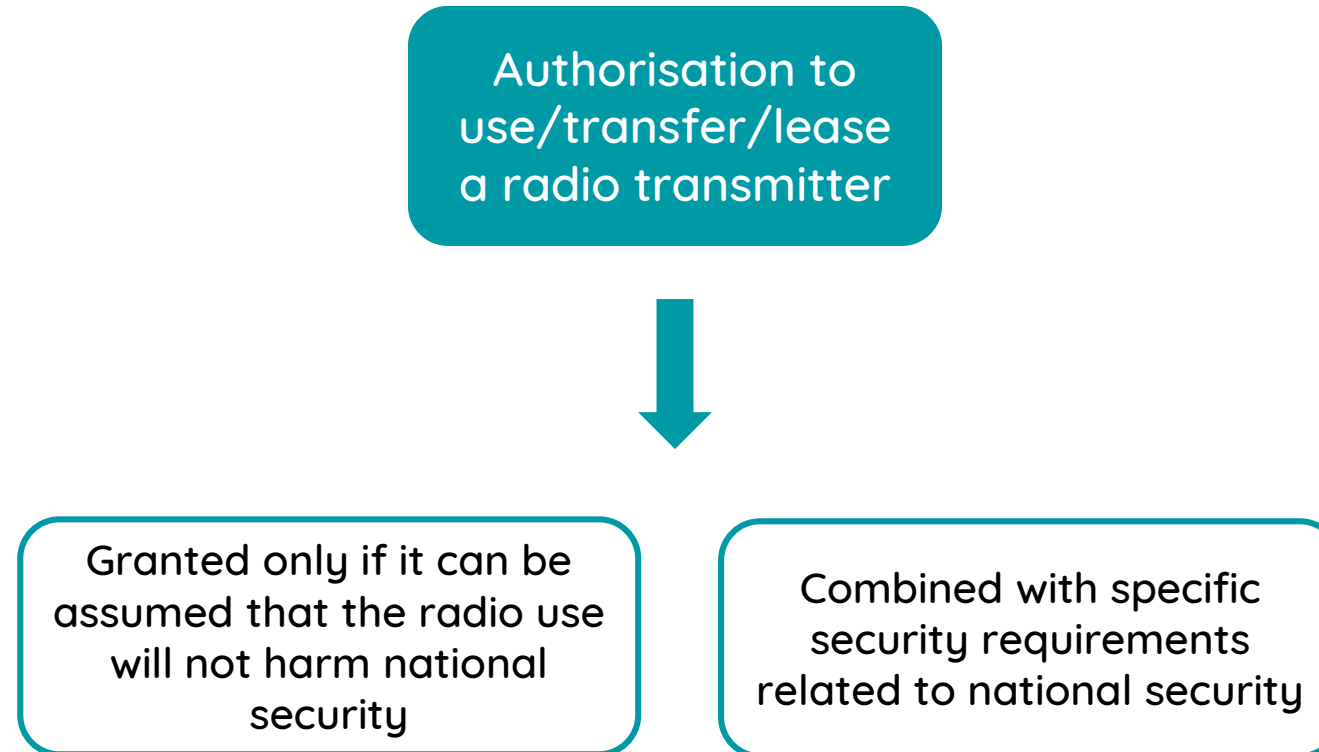 Authorisation to
use/transfer/lease
a radio transmitter
Granted only if it can be
assumed that the radio use
will not harm national
security
Combined with specific
security requirements
related to national security